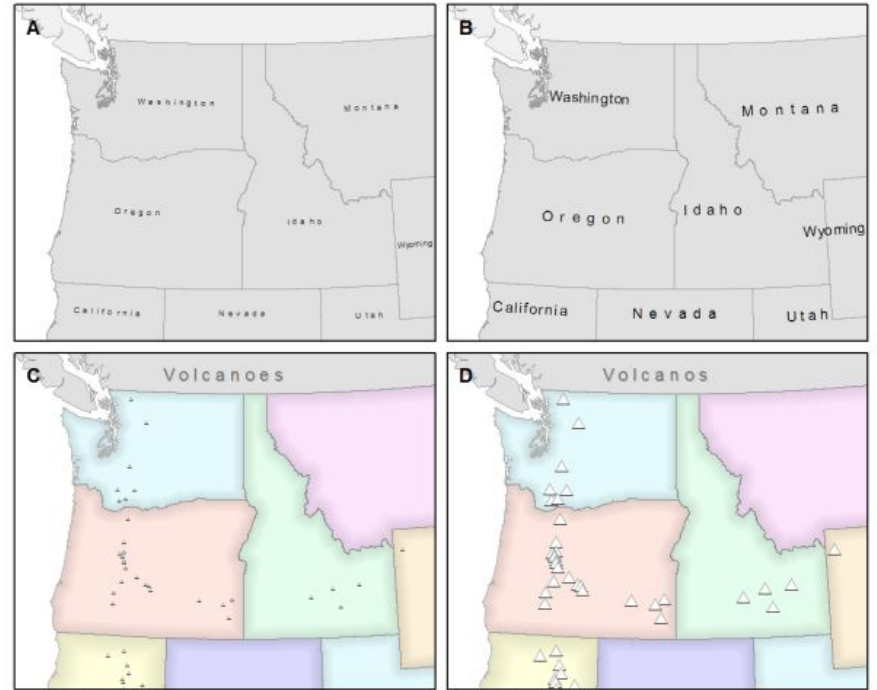 A
Washington
Montana
Oregon
Idaho
Wyoming
California
Nevada
Utah
B
Washington
Montana
Oregon
Idaho
Wyoming
California
Nevada
Utah
C
Volcanoes
D
Volcanos